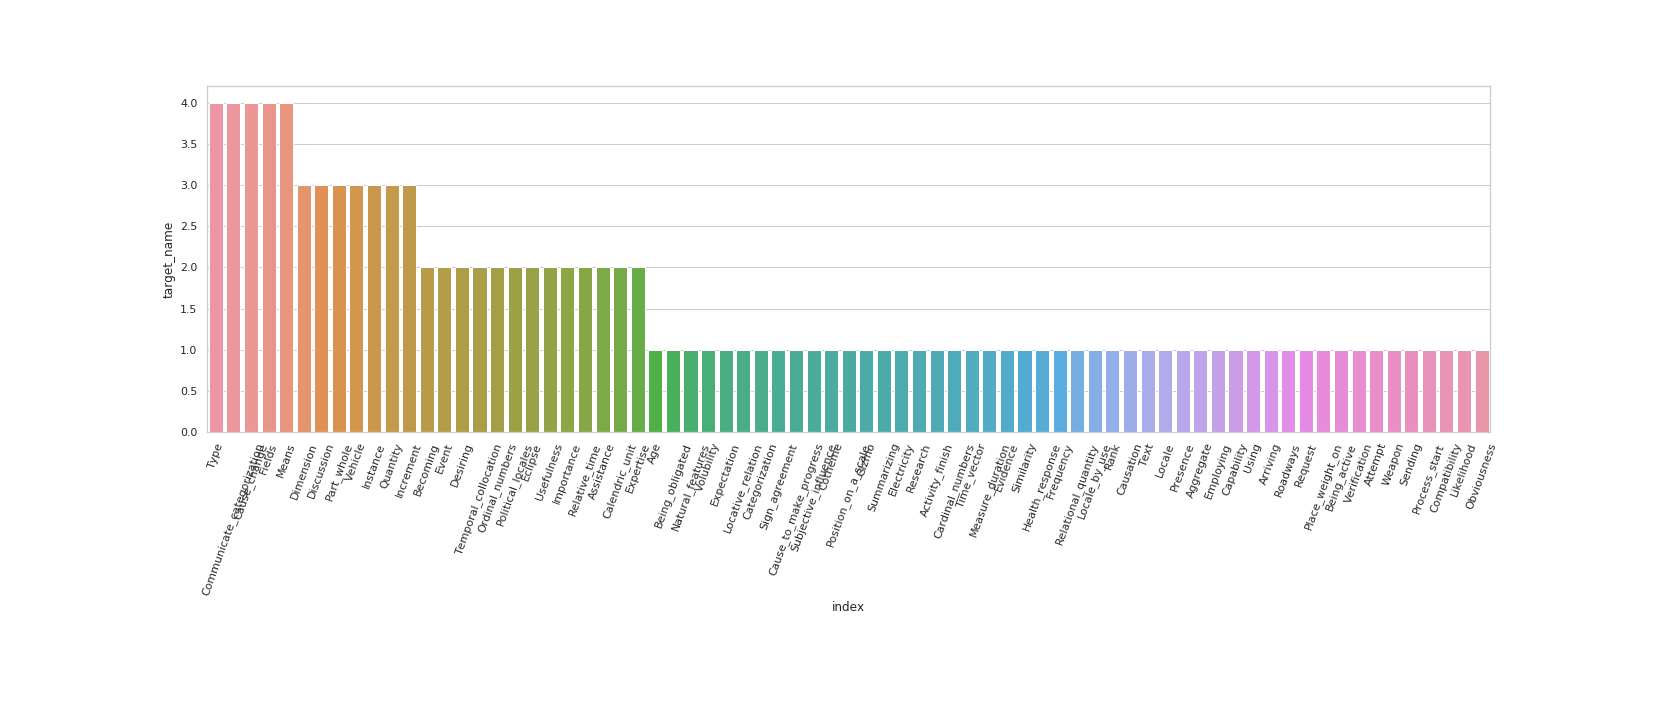 4.0
3.5
3.0
2.5
2.0
1.5
1.0
0.5
0.0
target_name
Type
Communicate_categorization
Cause_change
Fields
Means
Dimension
Discussion
Part_whole
Vehicle
Instance
Quantity
Increment
Becoming
Event
Desiring
Temporal_collocation
Ordinal_numbers
Political_locales
Eclipse
Usefulness
Importance
Relative_time
Assistance
Calendric_unit
Expertise
Age
Being_obligated
Natural_features
Volubility
Expectation
Locative_relation
Categorization
Sign_agreement
Cause_to_make_progress
Subjective_influence
Cotheme
Position_on_a_scale
Gizmo
Summarizing
Electricity
Research
Activity_finish
Cardinal_numbers
Time_vector
Measure_duration
Evidence
Similarity
Health_response
Frequency
Relational_quantity
Locale_by_use
Rank
Causation
Text
Locale
Presence
Aggregate
Employing
Capability
Using
Arriving
Roadways
Request
Place_weight_on
Being_active
Verification
Attempt
Weapon
Sending
Process_start
Compatibility
Likelihood
Obviousness
index